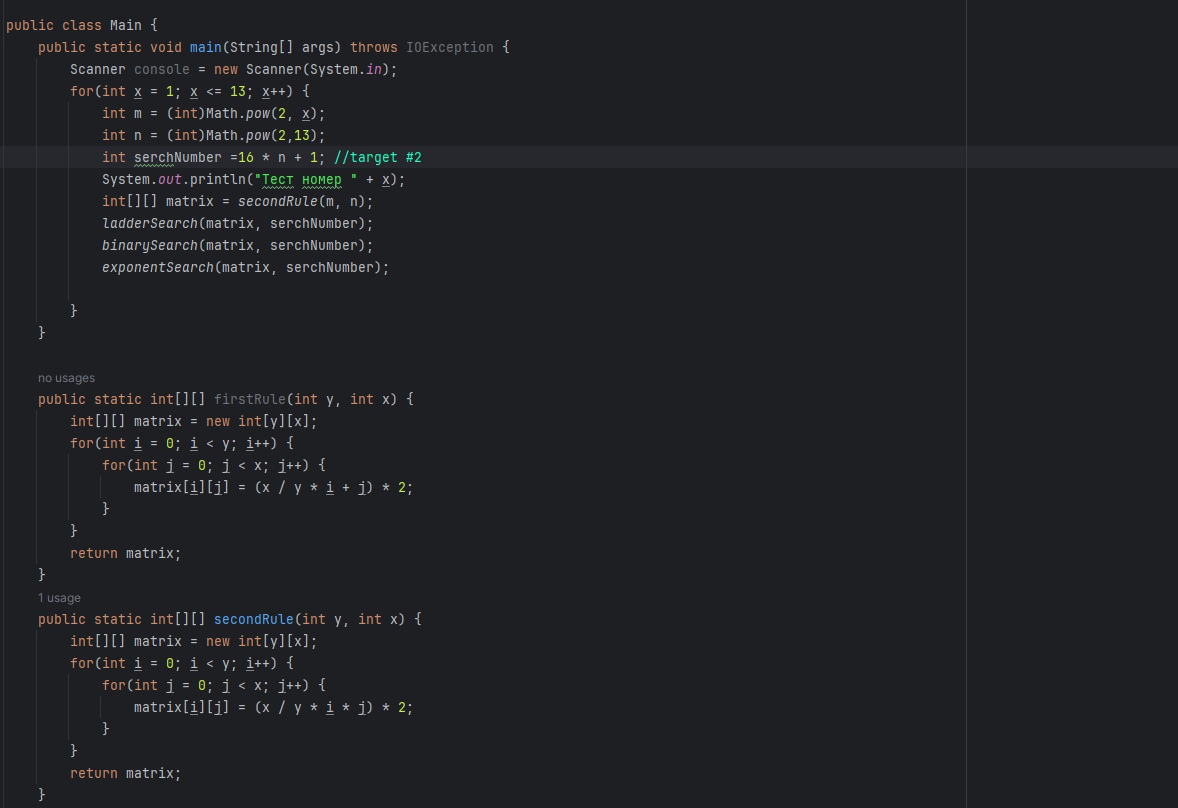 public class Main {
public static void main(String[] args) throws IOException {
Scanner console = new Scanner(System.in);
for(int x = 1; x <= 13; x++) {
int m = (int)Math.pow(2, x);
int n = (int)Math.pow(2,13);
int serchNumber =16 * n + 1; //target #2
System.out.println("Тест номер " + x);
int[][] matrix = secondRule(m, n);
ladderSearch(matrix, serchNumber);
binarySearch(matrix, serchNumber);
exponentSearch(matrix, serchNumber);
}
}
no usages
public static int[][] firstRule(int y, int x) {
int[][] matrix = new int[y][x];
for(int i = 0; i < y; i++) {
for(int j = 0; j < x; j++) {
matrix[i][j] = (x / y * i + j) * 2;
}
}
return matrix;
}
1 usage
public static int[][] secondRule(int y, int x) {
int[][] matrix = new int[y][x];
for(int i = 0; i < y; i++) {
for(int j = 0; j < x; j++) {
matrix[i][j] = (x / y * i * j) * 2;
}
}
return matrix;
}